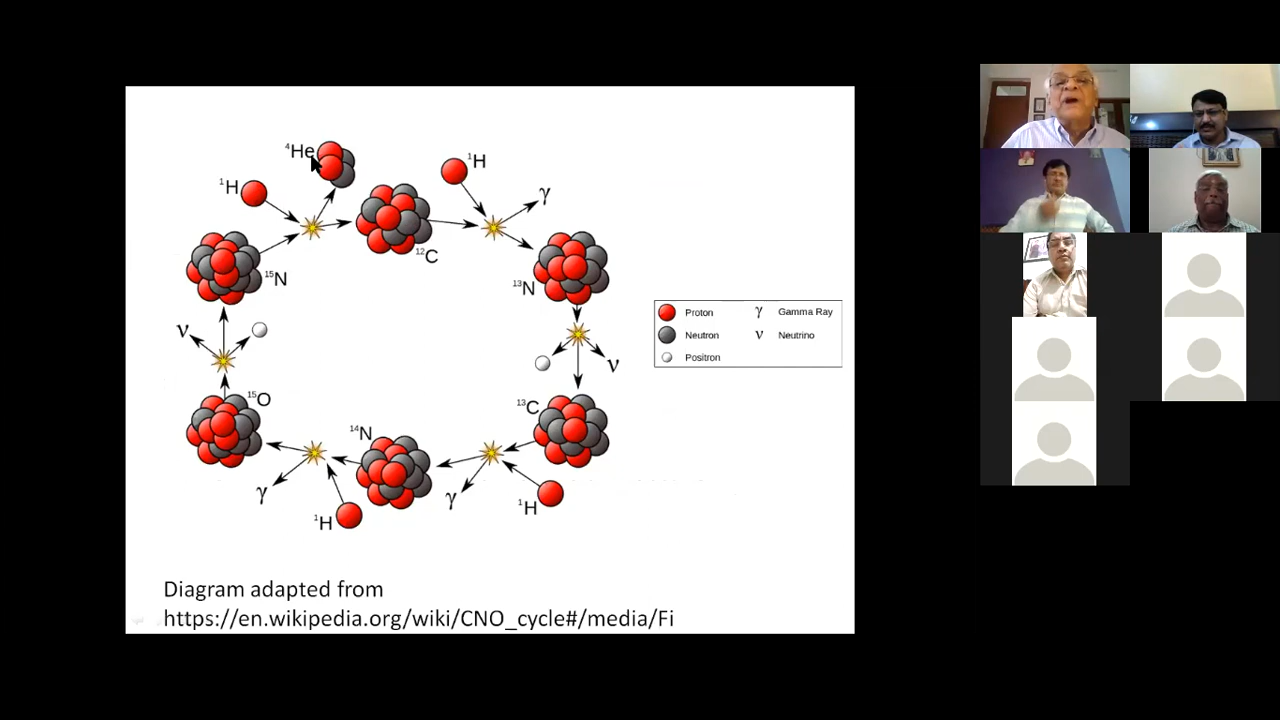 ⁴He
¹H
¹H
γ
¹²C
¹⁵N
¹³N
Proton
γ Gamma Ray
Neutron
ν Neutrino
Positron
ν
ν
¹⁵O
¹³C
¹⁴N
γ
γ
¹H
¹H
Diagram adapted from
https://en.wikipedia.org/wiki/CNO_cycle#/media/Fi